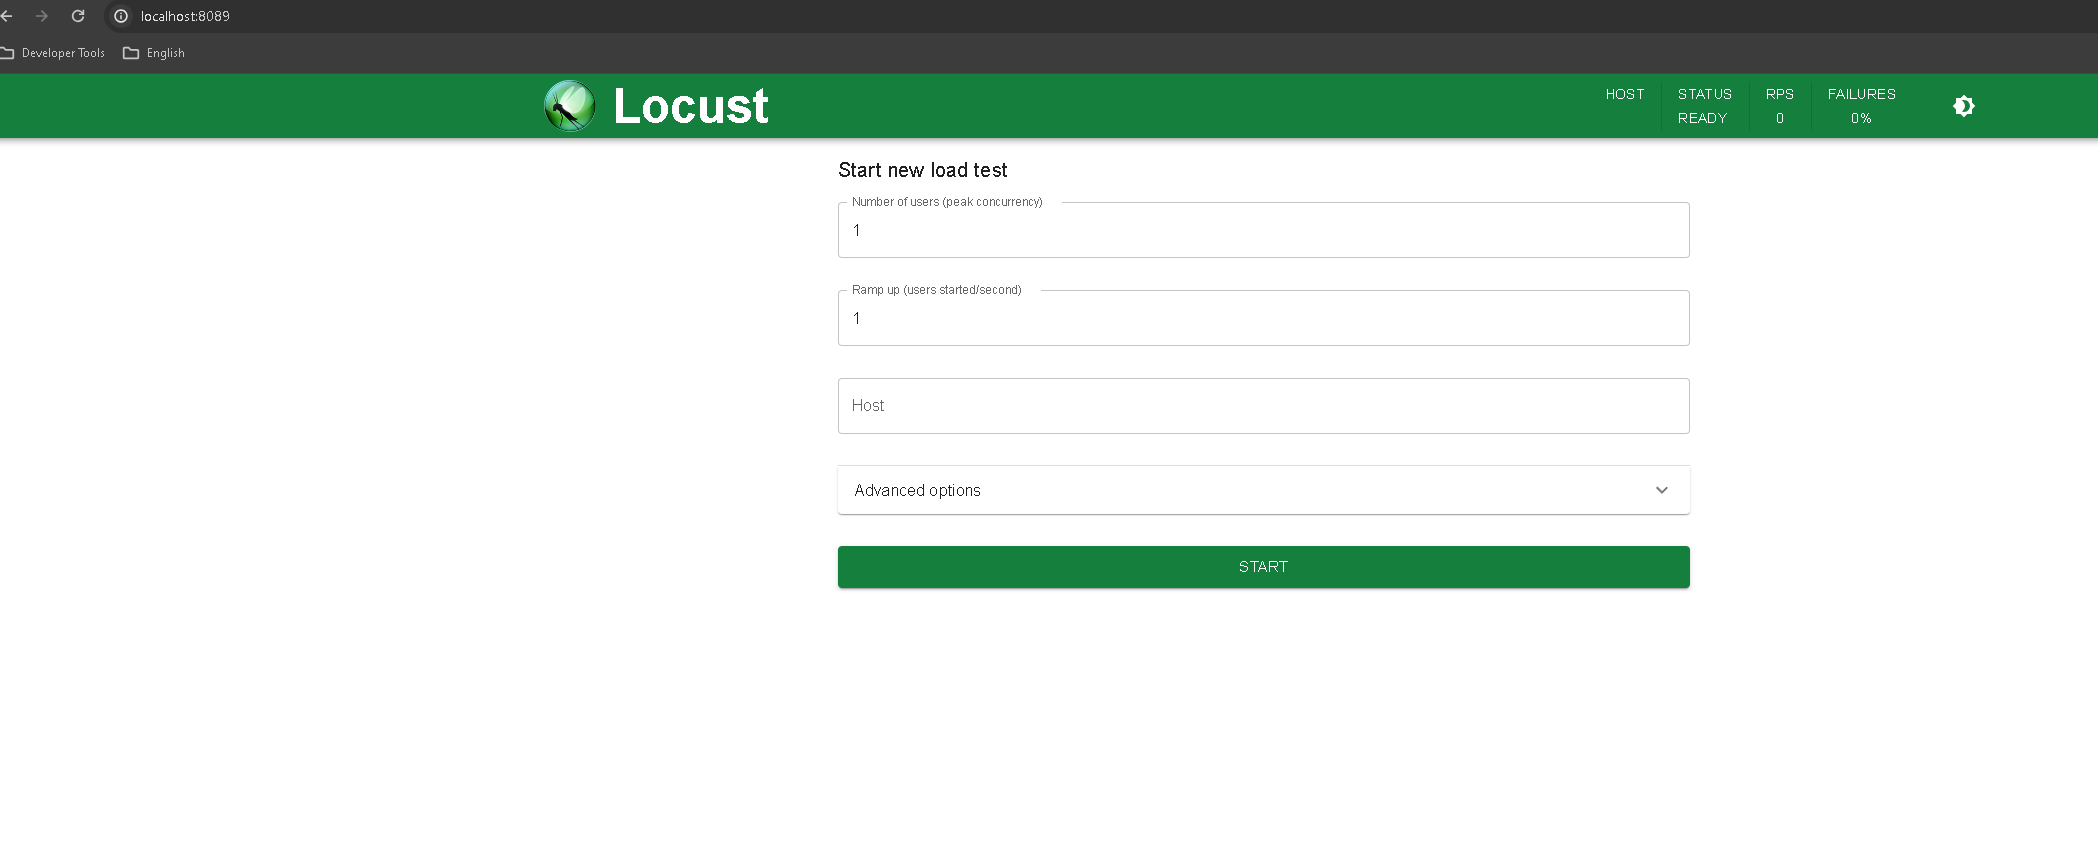 localhost:8089
Developer Tools English
Locust
HOST STATUS RPS FAILURES
READY 0 0%
Start new load test
Number of users (peak concurrency)
1
Ramp up (users started/second)
1
Host
Advanced options
START